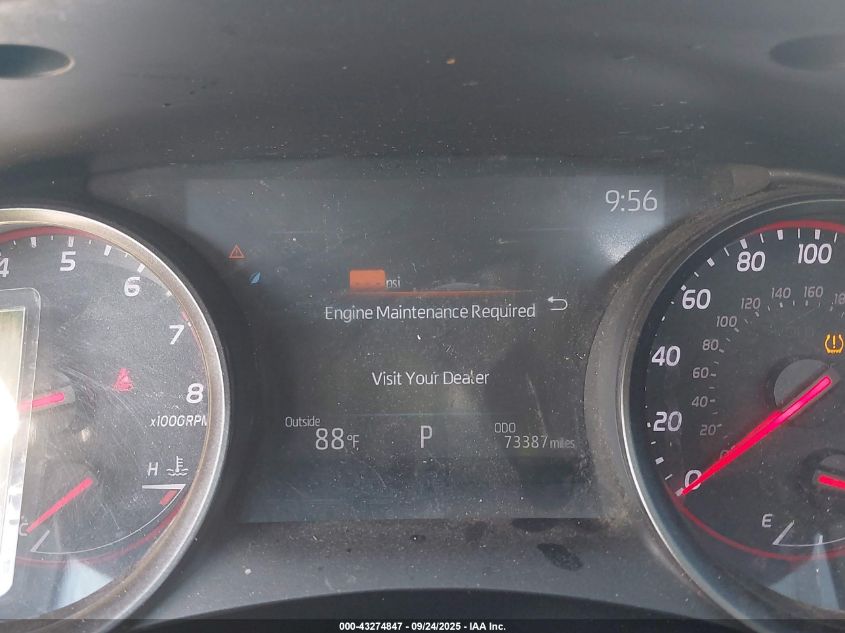 9:56
psi
Engine Maintenance Required
Visit Your Dealer
Outside
88°F
P
ODO
73387 miles
4 5 6 7 8
x1000RPM
H
C
0 20 40 60 80 100
20 40 60 80 100 120 140 160
E
000-43274847 - 09/24/2025 - IAA Inc.